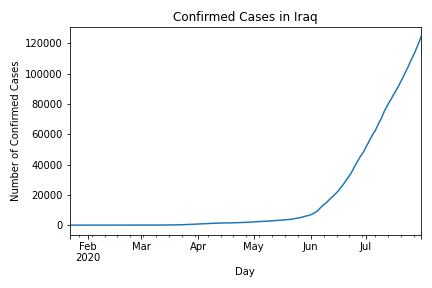 Confirmed Cases in Iraq
Number of Confirmed Cases
120000
100000
80000
60000
40000
20000
0
Feb Mar Apr May Jun Jul
2020
Day